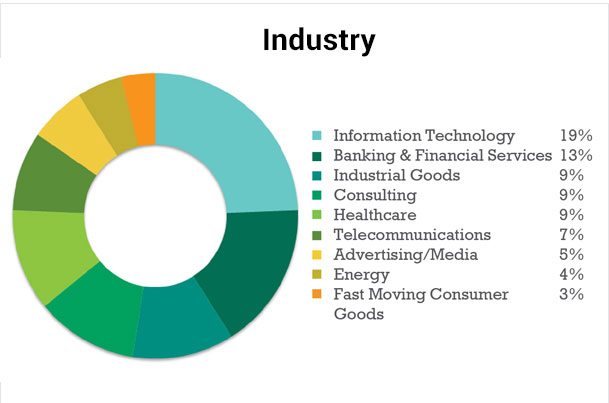 Industry
Information Technology 19%
Banking & Financial Services 13%
Industrial Goods 9%
Consulting 9%
Healthcare 9%
Telecommunications 7%
Advertising/Media 5%
Energy 4%
Fast Moving Consumer 3%
Goods